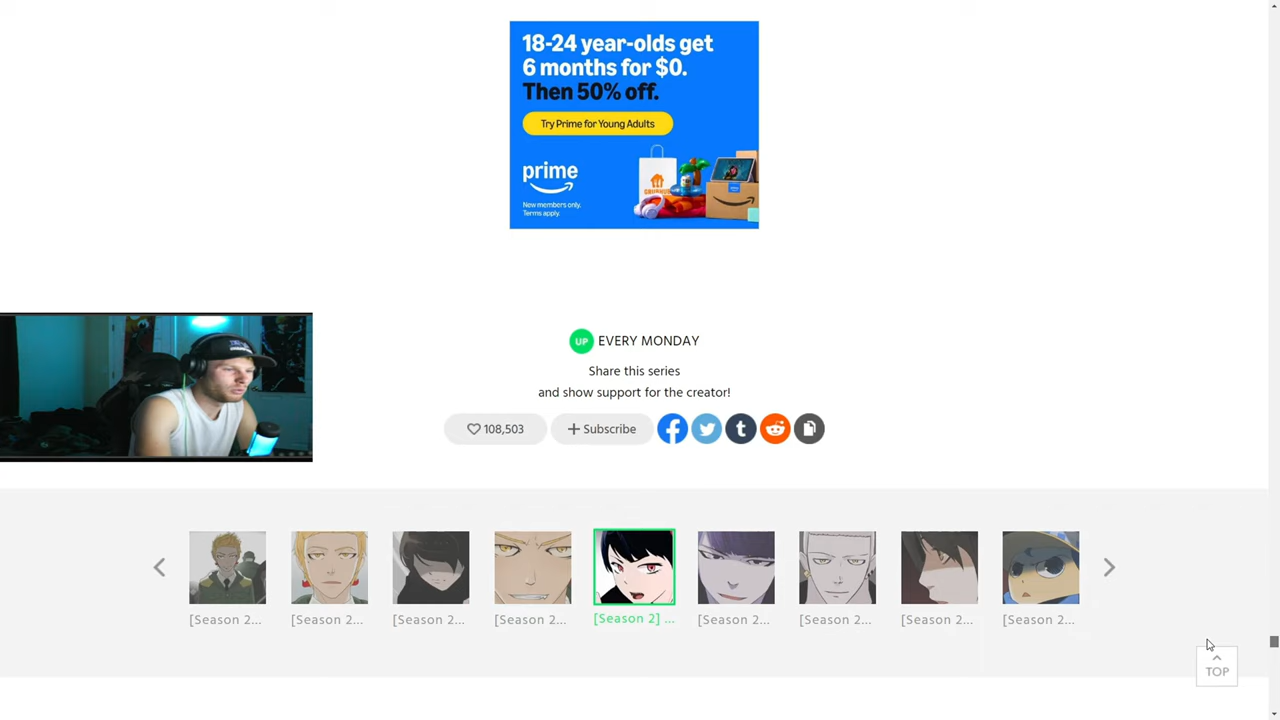 18-24 year-olds get
6 months for $0.
Then 50% off.
Try Prime for Young Adults
prime
New members only.
Terms apply.
GRUBHUB
UP EVERY MONDAY
Share this series
and show support for the creator!
108,503
+ Subscribe
[Season 2...
[Season 2...
[Season 2...
[Season 2...
[Season 2] ...
[Season 2...
[Season 2...
[Season 2...
[Season 2...
TOP